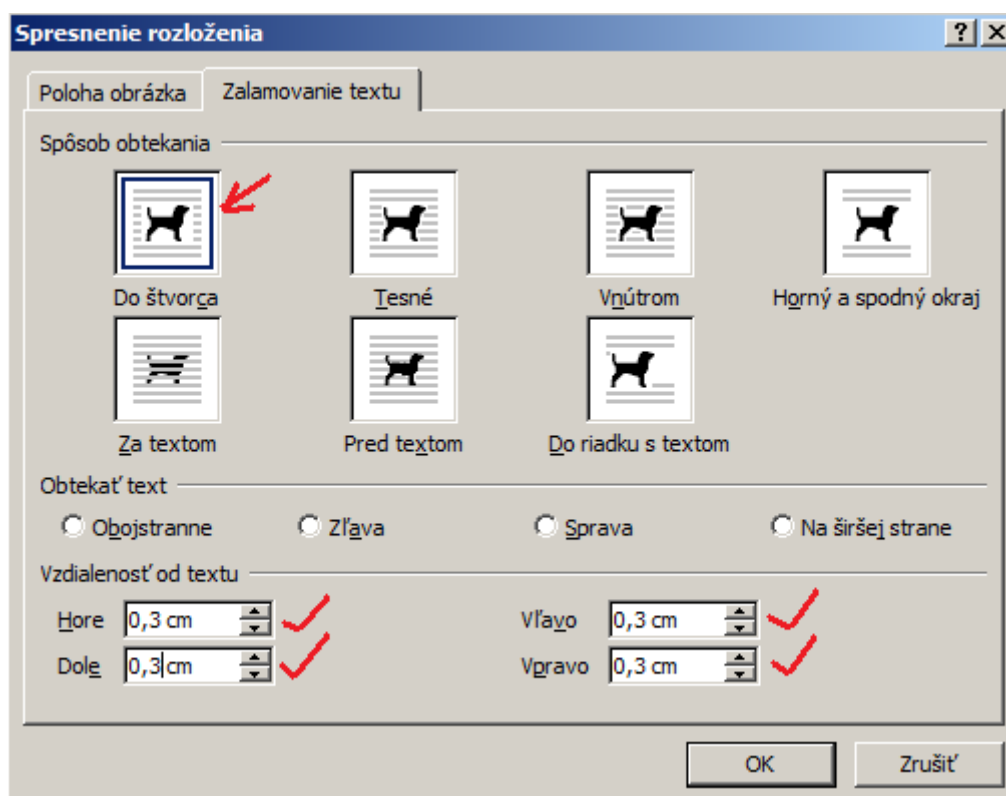 Spresnenie rozloženia
Poloha obrázka Zalamovanie textu
Spôsob obtekania
Do štvorca Tesné Vnútrom Horný a spodný okraj
Za textom Pred textom Do riadku s textom
Obtekať text
Obojstranne Zľava Sprava Na širšej strane
Vzdialenosť od textu
Hore 0,3 cm Vľavo 0,3 cm
Dole 0,3 cm Vpravo 0,3 cm
OK Zrušiť